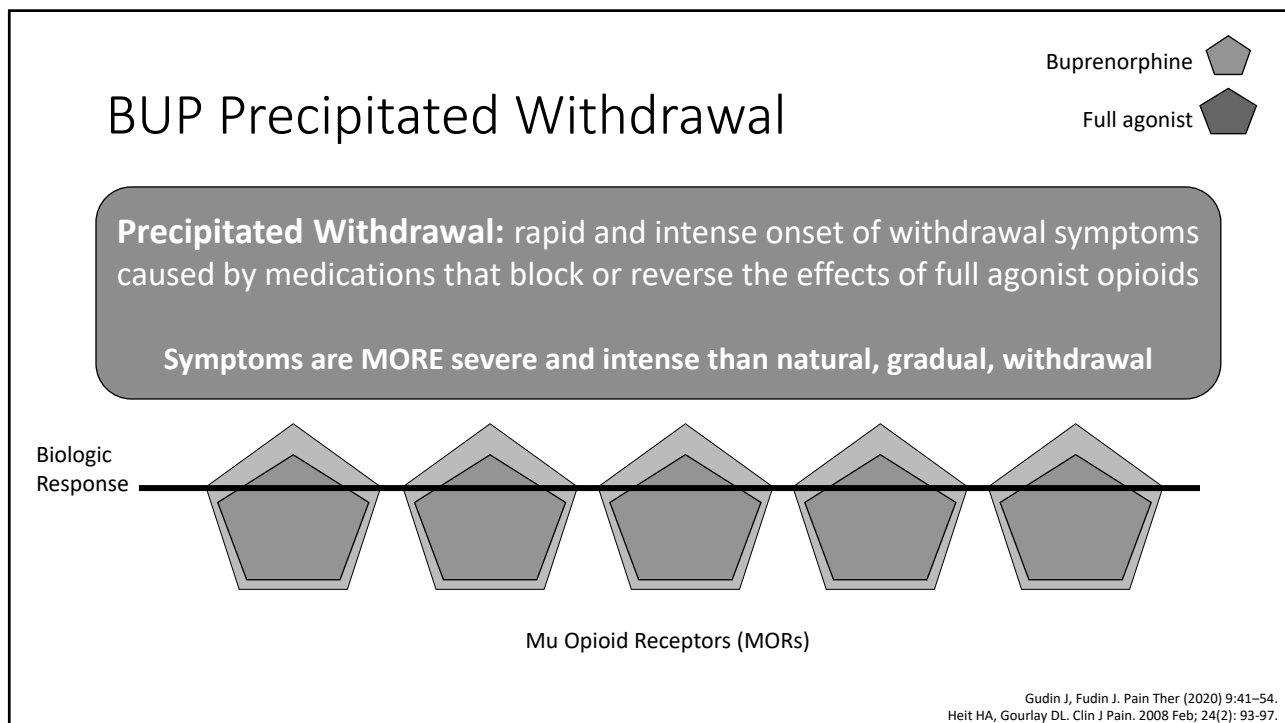 Buprenorphine
Full agonist
BUP Precipitated Withdrawal
Precipitated Withdrawal: rapid and intense onset of withdrawal symptoms
caused by medications that block or reverse the effects of full agonist opioids
Symptoms are MORE severe and intense than natural, gradual, withdrawal
Biologic
Response
Mu Opioid Receptors (MORs)
Gudin J, Fudin J. Pain Ther (2020) 9:41–54.
Heit HA, Gourlay DL. Clin J Pain. 2008 Feb; 24(2): 93-97.